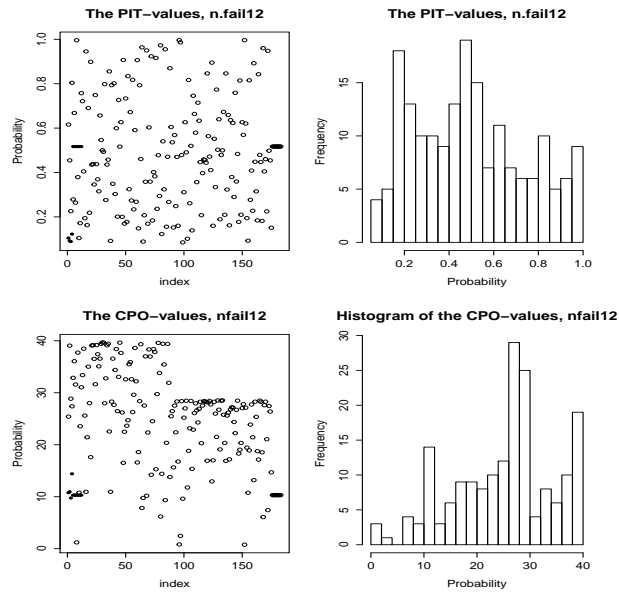 The PIT−values, n.fail12
Probability
0.2 0.4 0.6 0.8 1.0
0 50 100 150
index
The PIT−values, n.fail12
Frequency
0 5 10 15
0.2 0.4 0.6 0.8 1.0
Probability
The CPO−values, nfail12
Probability
0 10 20 30 40
0 50 100 150
index
Histogram of the CPO−values, nfail12
Frequency
0 5 10 15 20 25 30
0 10 20 30 40
Probability